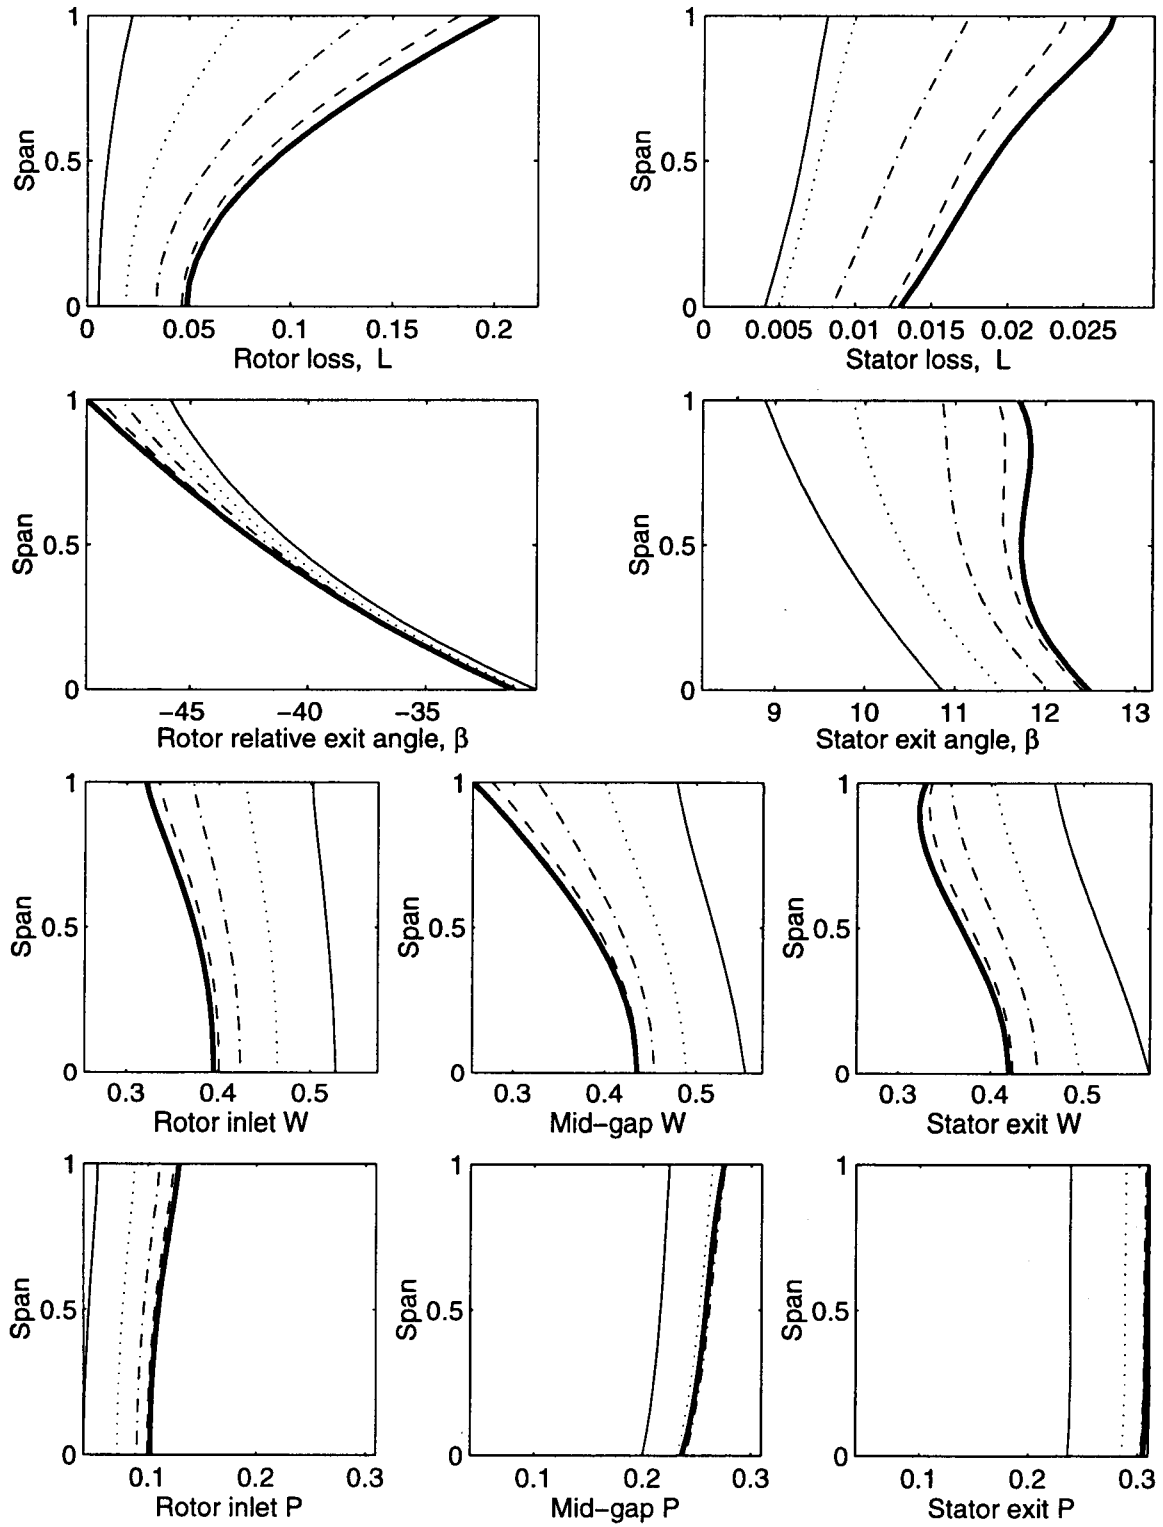 1
Span
0.5
0
0 0.05 0.1 0.15 0.2
Rotor loss, L
1
Span
0.5
0
0 0.005 0.01 0.015 0.02 0.025
Stator loss, L
1
Span
0.5
0
−45 −40 −35
Rotor relative exit angle, β
1
Span
0.5
0
9 10 11 12 13
Stator exit angle, β
1
Span
0.5
0
0.3 0.4 0.5
Rotor inlet W
1
Span
0.5
0
0.3 0.4 0.5
Mid−gap W
1
Span
0.5
0
0.3 0.4 0.5
Stator exit W
1
Span
0.5
0
0.1 0.2 0.3
Rotor inlet P
1
Span
0.5
0
0.1 0.2 0.3
Mid−gap P
1
Span
0.5
0
0.1 0.2 0.3
Stator exit P